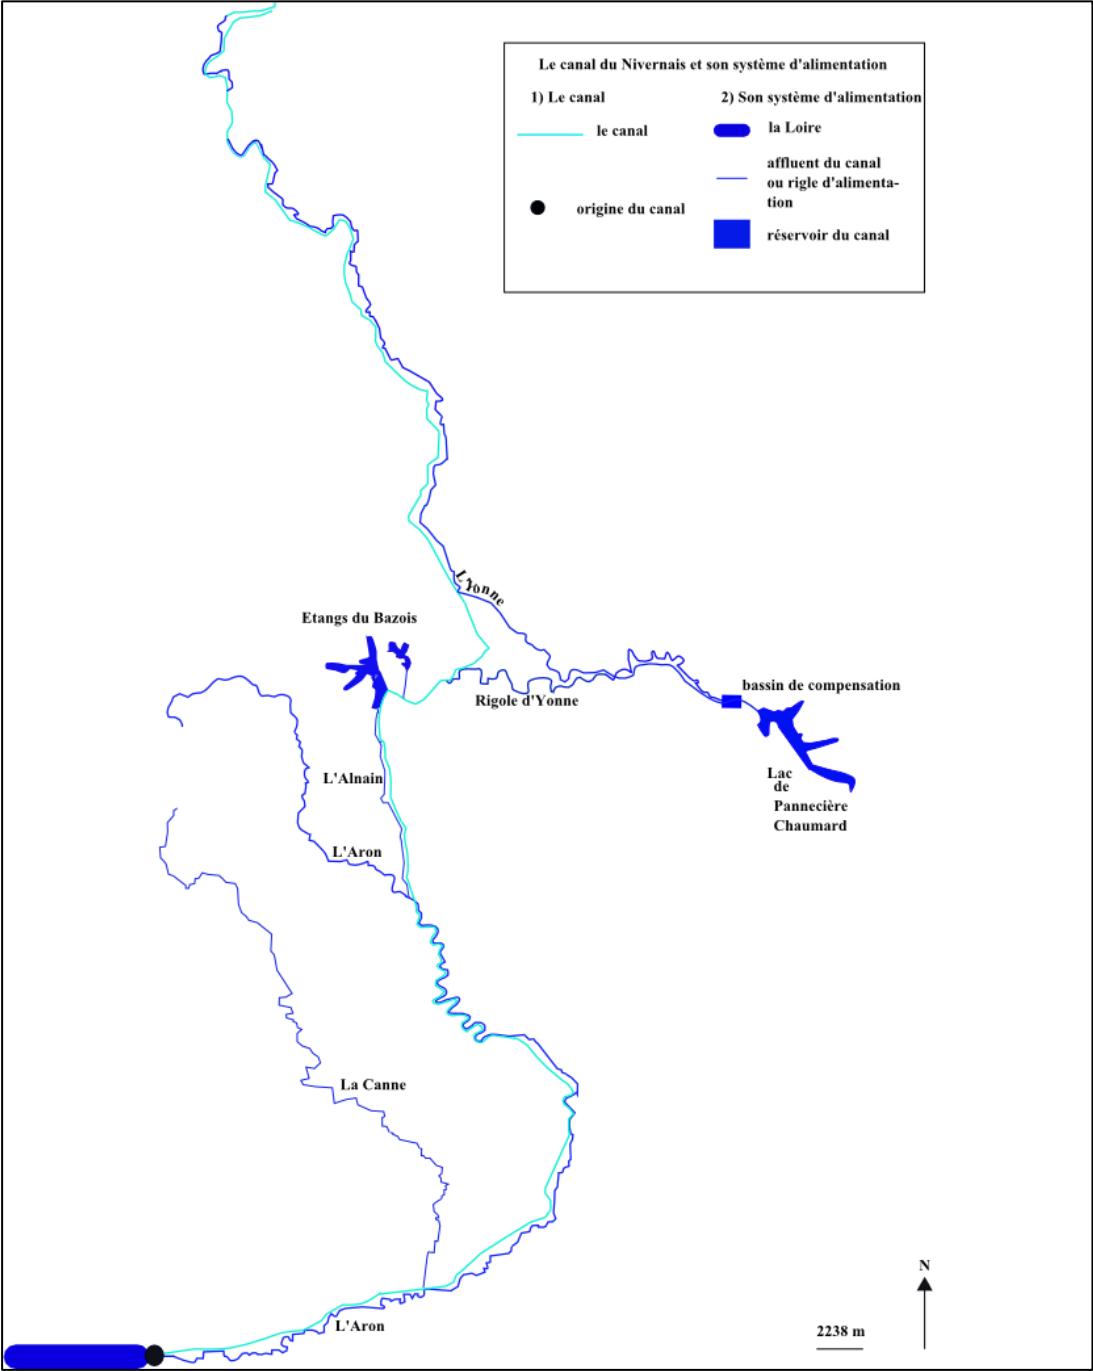 Le canal du Nivernais et son système d'alimentation
1) Le canal
2) Son système d'alimentation
le canal
la Loire
affluent du canal
ou rigle d'alimenta-
tion
origine du canal
réservoir du canal
L'Yonne
Etangs du Bazois
bassin de compensation
Rigole d'Yonne
L'Alnain
Lac
de
Pannecière
Chaumard
L'Aron
La Canne
N
L'Aron
2238 m